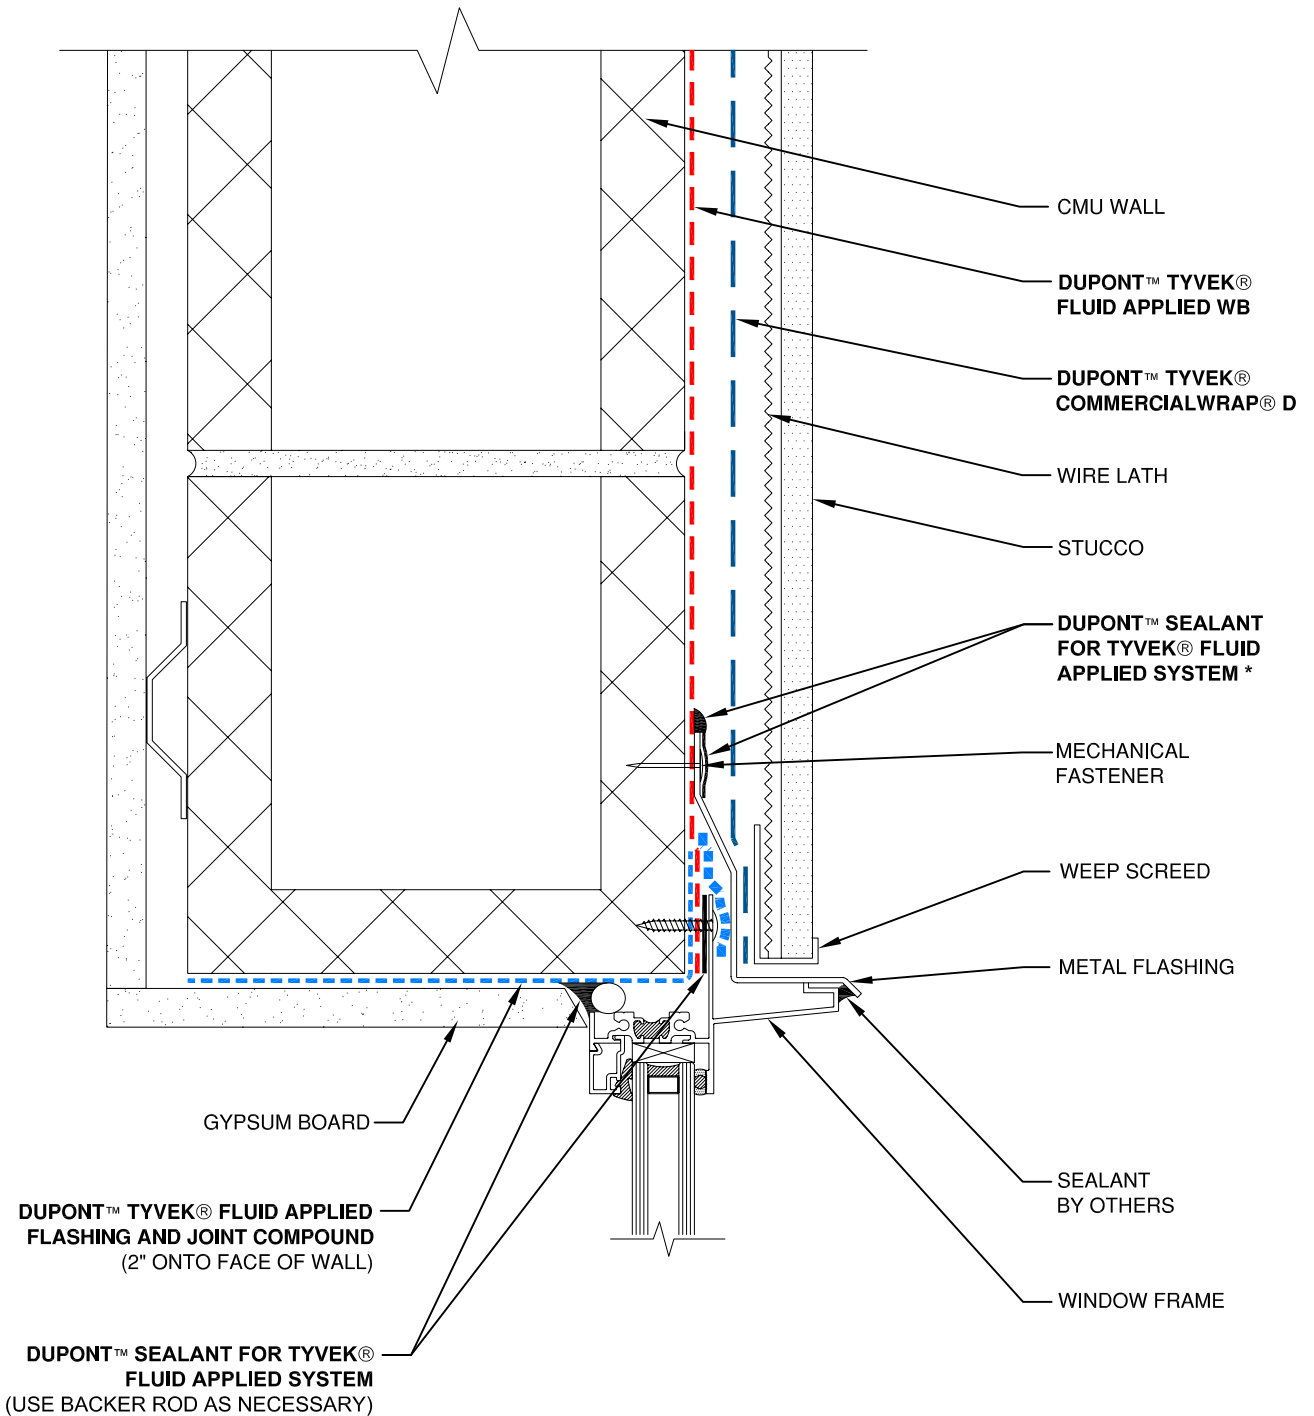 CMU WALL
DUPONT™ TYVEK®
FLUID APPLIED WB
DUPONT™ TYVEK®
COMMERCIALWRAP® D
WIRE LATH
STUCCO
DUPONT™ SEALANT
FOR TYVEK® FLUID
APPLIED SYSTEM *
MECHANICAL
FASTENER
WEEP SCREED
METAL FLASHING
SEALANT
BY OTHERS
WINDOW FRAME
GYPSUM BOARD
DUPONT™ TYVEK® FLUID APPLIED
FLASHING AND JOINT COMPOUND
(2" ONTO FACE OF WALL)
DUPONT™ SEALANT FOR TYVEK®
FLUID APPLIED SYSTEM
(USE BACKER ROD AS NECESSARY)